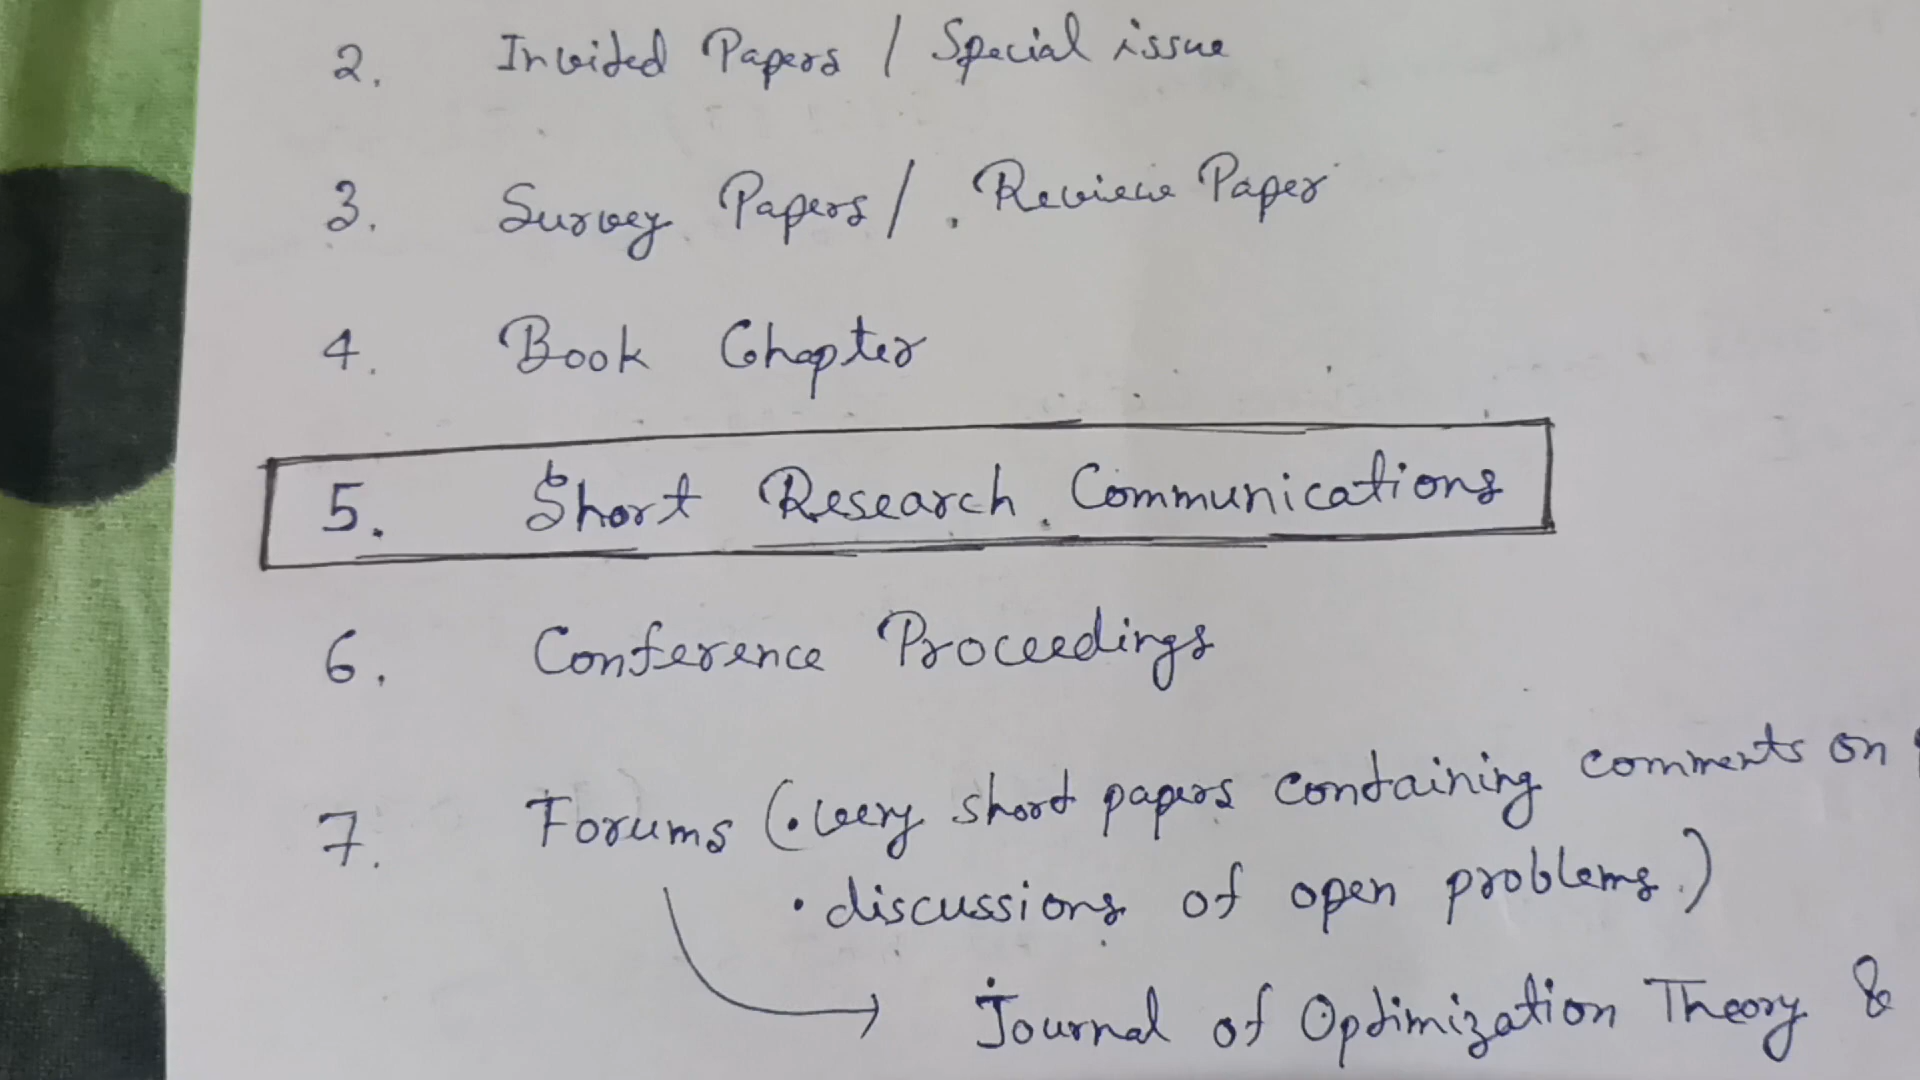 2. Invited Papers / Special issue
3. Survey Papers / Review Paper
4. Book Chapter
5. Short Research Communications
6. Conference Proceedings
7. Forums (• very short papers containing comments on
• discussions of open problems.)
Journal of Optimization Theory &